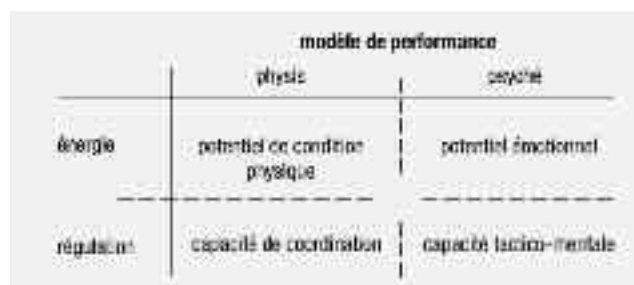 modèle de performance
physis psyché
énergie potentiel de condition potentiel émotionnel
physique
régulation capacité de coordination capacité tactico-mentale